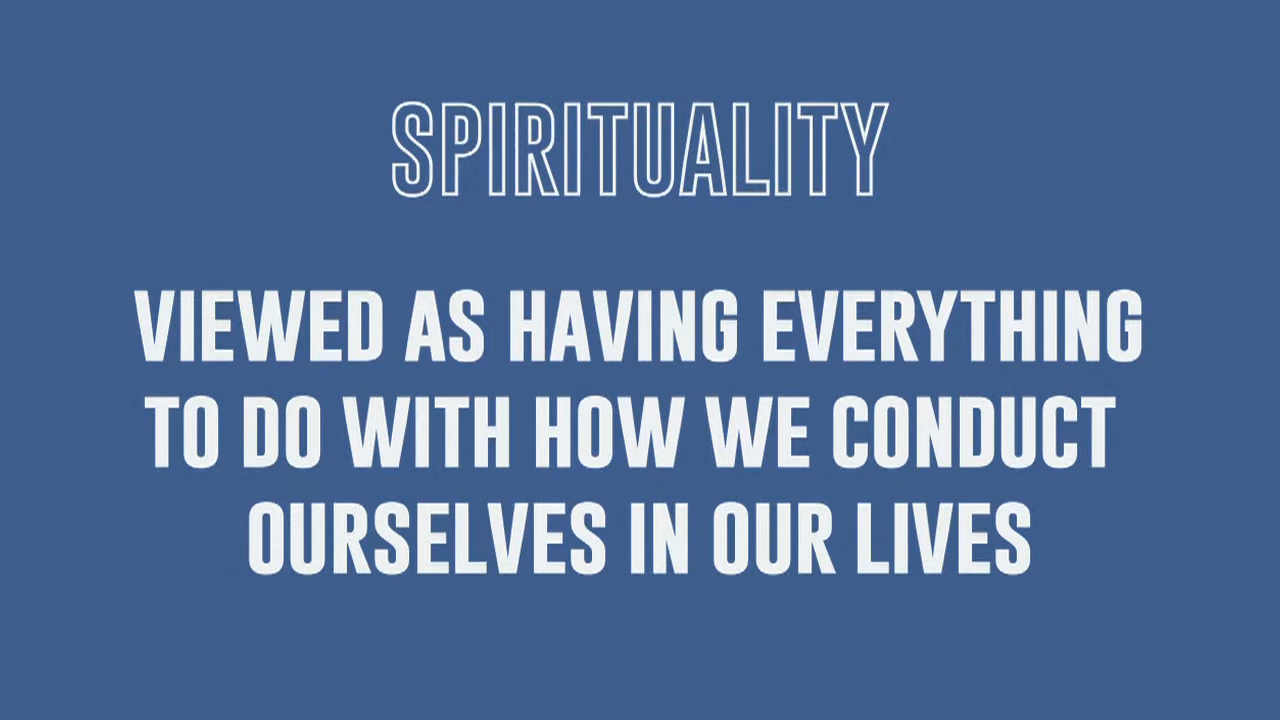 SPIRITUALITY
VIEWED AS HAVING EVERYTHING
TO DO WITH HOW WE CONDUCT
OURSELVES IN OUR LIVES